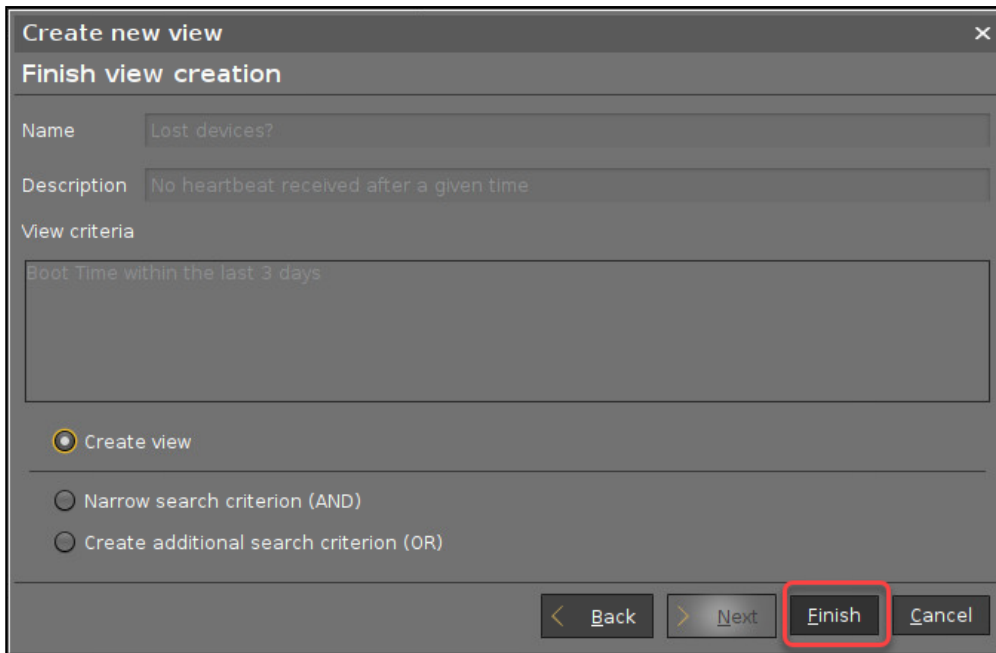 Create new view
Finish view creation
Name Lost devices?
Description No heartbeat received after a given time
View criteria
Boot Time within the last 3 days
Create view
Narrow search criterion (AND)
Create additional search criterion (OR)
Back Next Finish Cancel